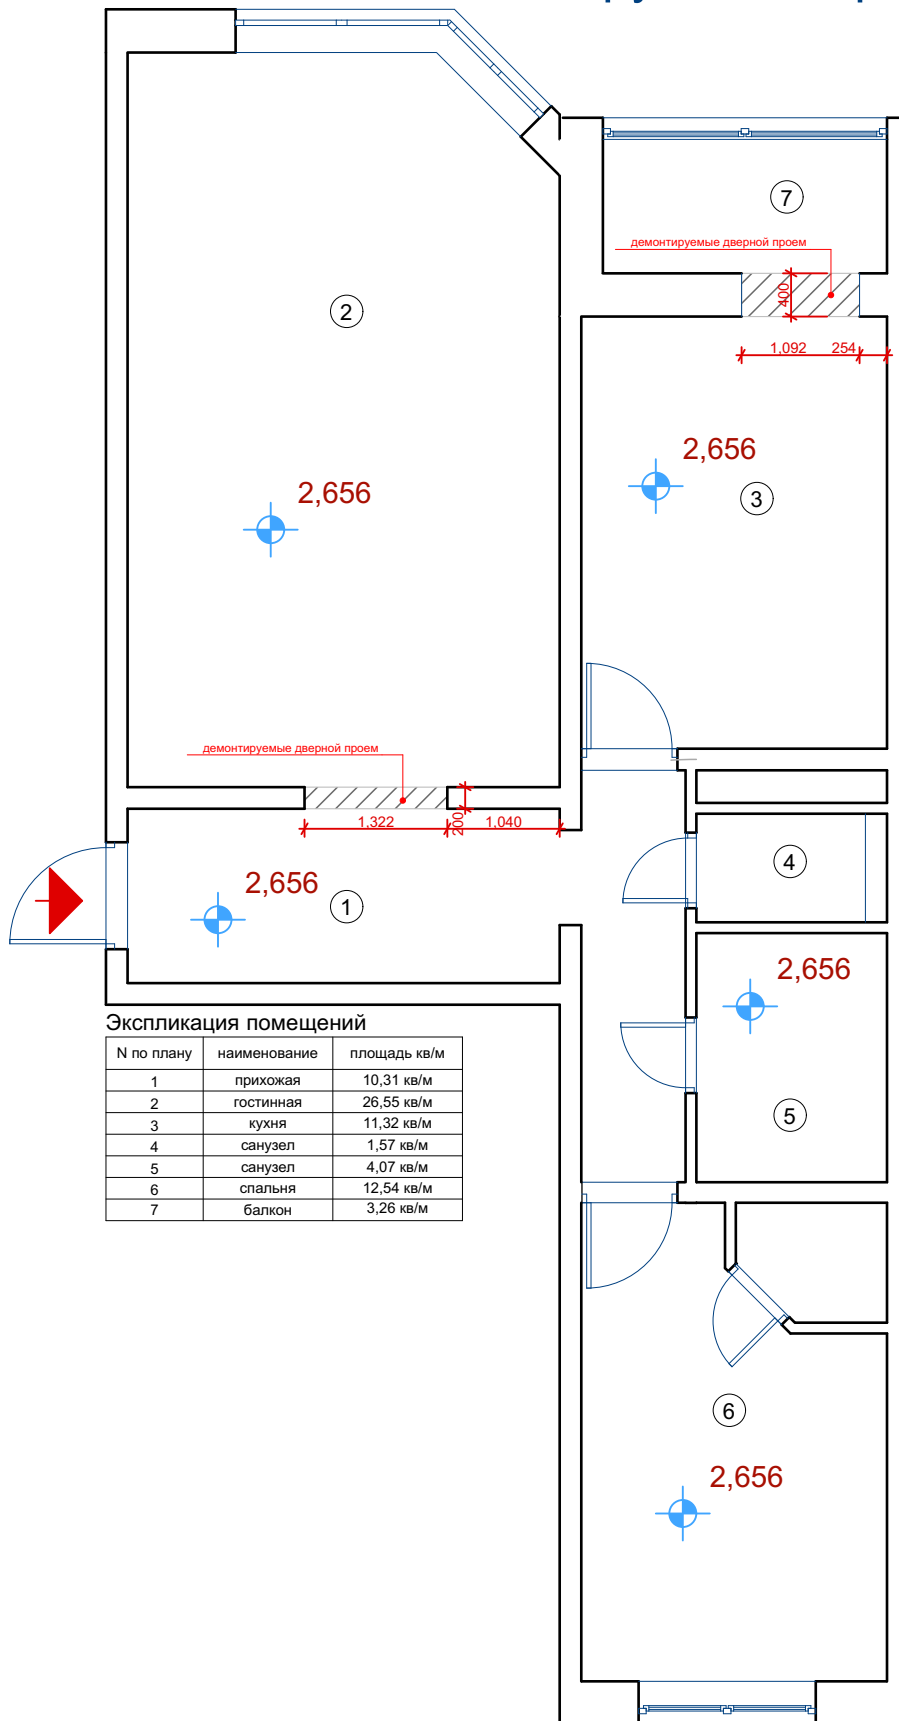 7
демонтируемые дверной проем
400
1,092 254
2
2,656
3
2,656
демонтируемые дверной проем
200
1,322 1,040
4
2,656
1
2,656
Экспликация помещений
N по плану наименование площадь кв/м
1 прихожая 10,31 кв/м
2 гостинная 26,55 кв/м
3 кухня 11,32 кв/м
4 санузел 1,57 кв/м
5 санузел 4,07 кв/м
6 спальня 12,54 кв/м
7 балкон 3,26 кв/м
5
6
2,656